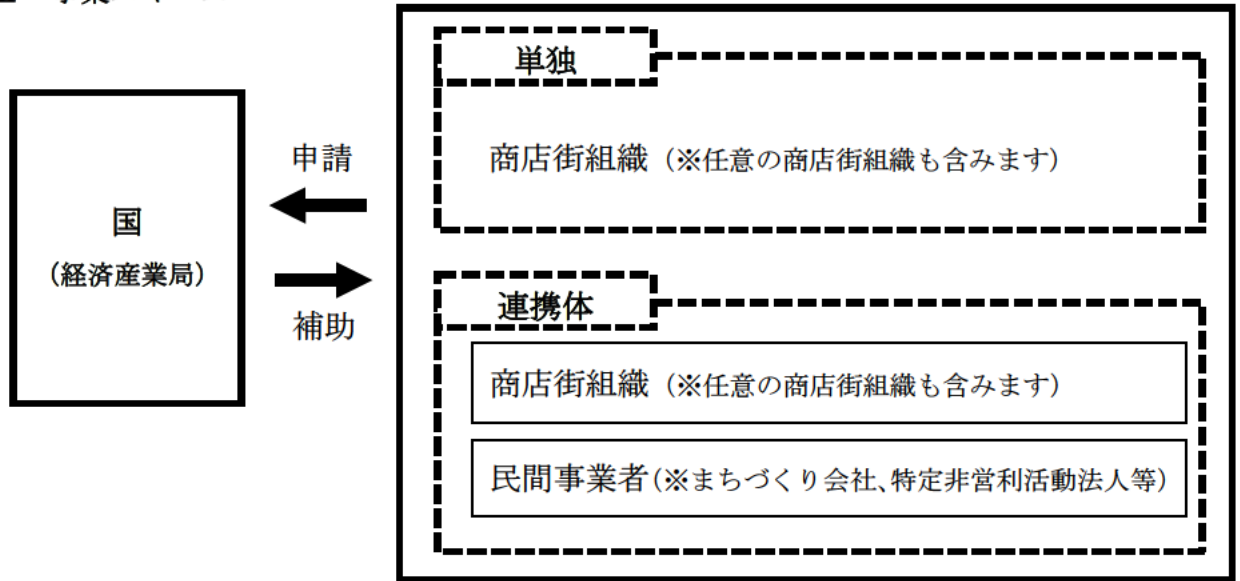 国
（経済産業局）
申請
補助
単独
商店街組織（※任意の商店街組織も含みます）
連携体
商店街組織（※任意の商店街組織も含みます）
民間事業者（※まちづくり会社、特定非営利活動法人等）